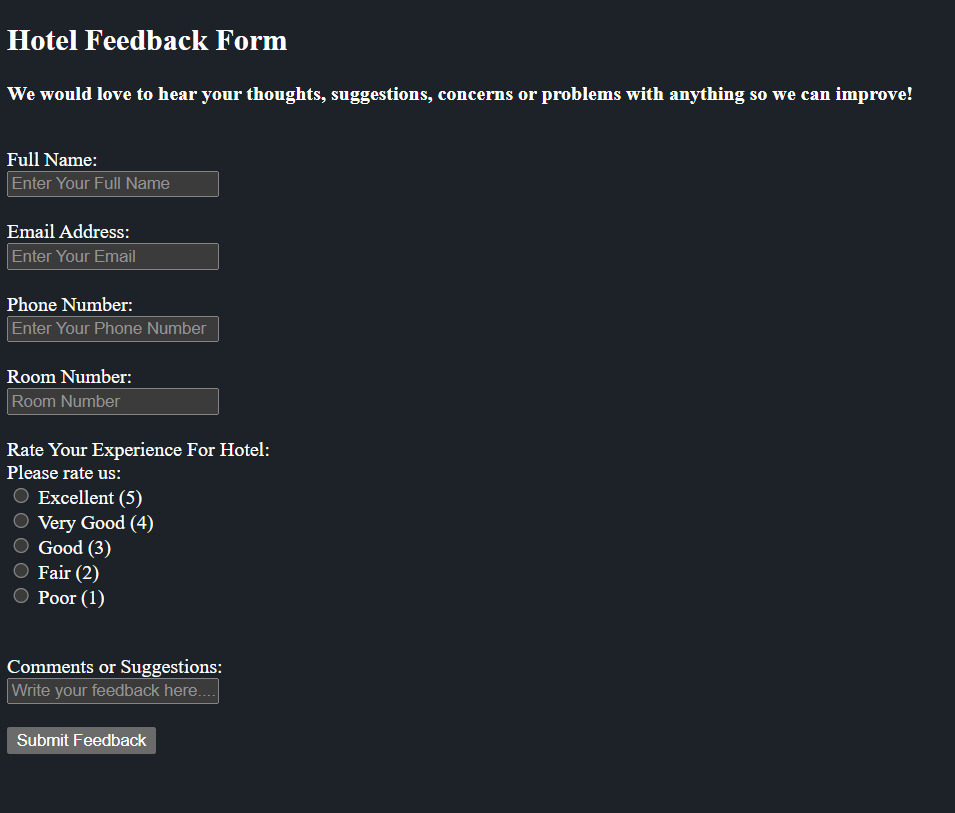 Hotel Feedback Form
We would love to hear your thoughts, suggestions, concerns or problems with anything so we can improve!
Full Name:
Enter Your Full Name
Email Address:
Enter Your Email
Phone Number:
Enter Your Phone Number
Room Number:
Room Number
Rate Your Experience For Hotel:
Please rate us:
Excellent (5)
Very Good (4)
Good (3)
Fair (2)
Poor (1)
Comments or Suggestions:
Write your feedback here....
Submit Feedback